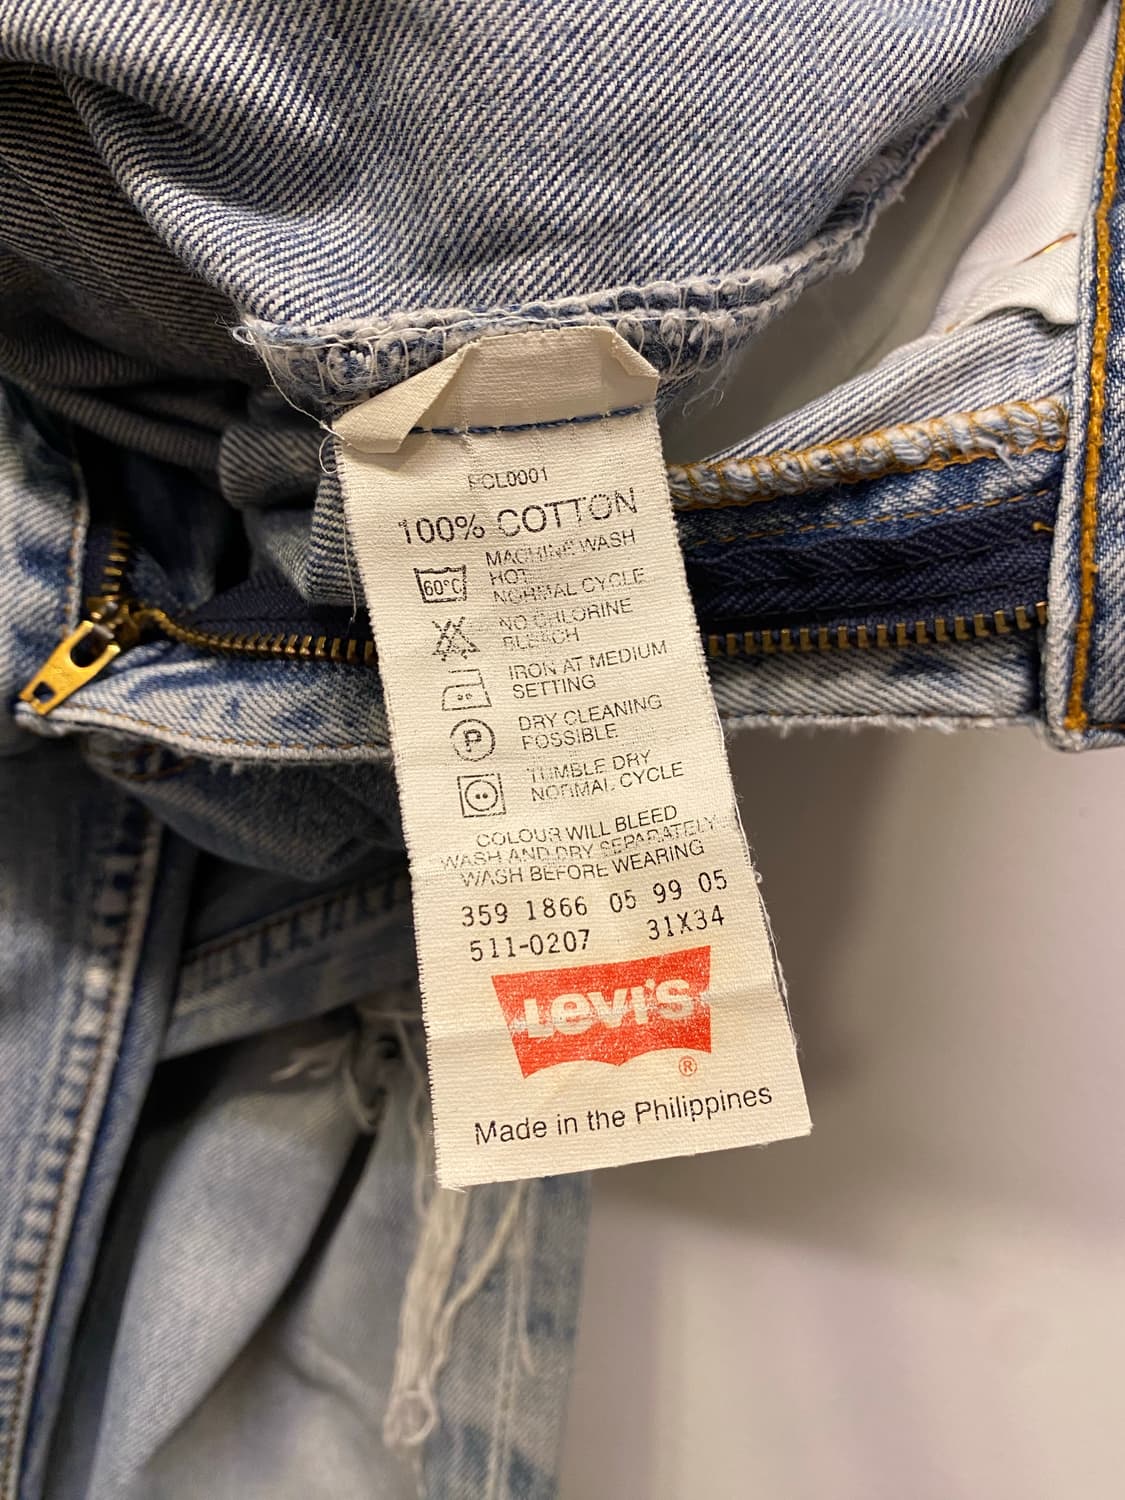 PCL0001
100% COTTON
60°C
MACHINE WASH
HOT
NORMAL CYCLE
NO CHLORINE
BLEECH
IRON AT MEDIUM
SETTING
P
DRY CLEANING
POSSIBLE
TUMBLE DRY
NORMAL CYCLE
COLOUR WILL BLEED
WASH AND DRY SEPARATELY
WASH BEFORE WEARING
359 1866 05 99 05
511-0207 31X34
LEVI'S
®
Made in the Philippines